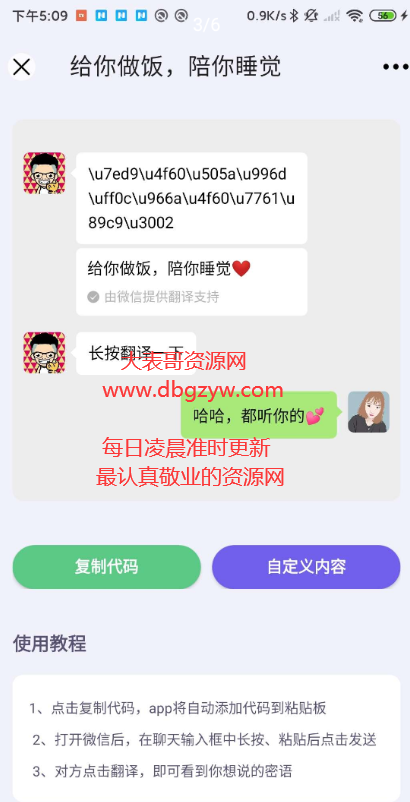 下午5:09
3/6
0.9K/s
56
给你做饭，陪你睡觉
\u7ed9\u4f60\u505a\u996d
\uff0c\u966a\u4f60\u7761\u
89c9\u3002
给你做饭，陪你睡觉❤️
由微信提供翻译支持
长按翻译一下
大表哥资源网
www.dbgzyw.com
哈哈，都听你的💕
每日凌晨准时更新
最认真敬业的资源网
复制代码
自定义内容
使用教程
1、点击复制代码，app将自动添加代码到粘贴板
2、打开微信后，在聊天输入框中长按、粘贴后点击发送
3、对方点击翻译，即可看到你想说的密语